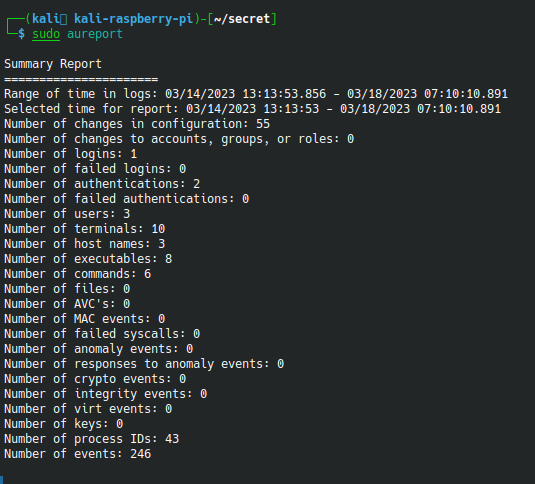 ┌──(kali㉿kali-raspberry-pi)-[~/secret]
└─$ sudo aureport
Summary Report
======================
Range of time in logs: 03/14/2023 13:13:53.856 - 03/18/2023 07:10:10.891
Selected time for report: 03/14/2023 13:13:53 - 03/18/2023 07:10:10.891
Number of changes in configuration: 55
Number of changes to accounts, groups, or roles: 0
Number of logins: 1
Number of failed logins: 0
Number of authentications: 2
Number of failed authentications: 0
Number of users: 3
Number of terminals: 10
Number of host names: 3
Number of executables: 8
Number of commands: 6
Number of files: 0
Number of AVC's: 0
Number of MAC events: 0
Number of failed syscalls: 0
Number of anomaly events: 0
Number of responses to anomaly events: 0
Number of crypto events: 0
Number of integrity events: 0
Number of virt events: 0
Number of keys: 0
Number of process IDs: 43
Number of events: 246